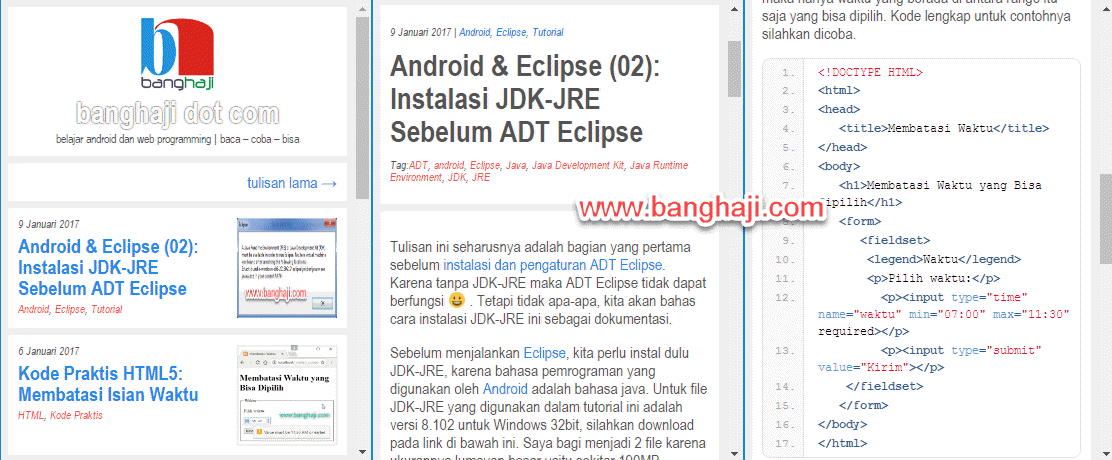 banghaji
banghaji dot com
belajar android dan web programming | baca – coba – bisa
tulisan lama →
9 Januari 2017
Android & Eclipse (02):
Instalasi JDK-JRE
Sebelum ADT Eclipse
Android, Eclipse, Tutorial
www.banghaji.com
6 Januari 2017
Kode Praktis HTML5:
Membatasi Isian Waktu
HTML, Kode Praktis
Membatasi Waktu yang
Bisa Dipilih
www.banghaji.com
9 Januari 2017 | Android, Eclipse, Tutorial
Android & Eclipse (02):
Instalasi JDK-JRE
Sebelum ADT Eclipse
Tag:ADT, android, Eclipse, Java, Java Development Kit, Java Runtime
Environment, JDK, JRE
www.banghaji.com
Tulisan ini seharusnya adalah bagian yang pertama
sebelum instalasi dan pengaturan ADT Eclipse.
Karena tanpa JDK-JRE maka ADT Eclipse tidak dapat
berfungsi 😀 . Tetapi tidak apa-apa, kita akan bahas
cara instalasi JDK-JRE ini sebagai dokumentasi.
Sebelum menjalankan Eclipse, kita perlu instal dulu
JDK-JRE, karena bahasa pemrograman yang
digunakan oleh Android adalah bahasa java. Untuk file
JDK-JRE yang digunakan dalam tutorial ini adalah
versi 8.102 untuk Windows 32bit, silahkan download
pada link di bawah ini. Saya bagi menjadi 2 file karena
ukurannya lumayan besar yaitu sekitar 190MB
maka hanya waktu yang berada di antara range itu
saja yang bisa dipilih. Kode lengkap untuk contohnya
silahkan dicoba.
1. <!DOCTYPE HTML>
2. <html>
3. <head>
4. <title>Membatasi Waktu</title>
5. </head>
6. <body>
7. <h1>Membatasi Waktu yang Bisa
dipilih</h1>
8. <form>
9. <fieldset>
10. <legend>Waktu</legend>
11. <p>Pilih waktu:</p>
12. <p><input type="time"
name="waktu" min="07:00" max="11:30"
required></p>
13. <p><input type="submit"
value="Kirim"></p>
14. </fieldset>
15. </form>
16. </body>
17. </html>